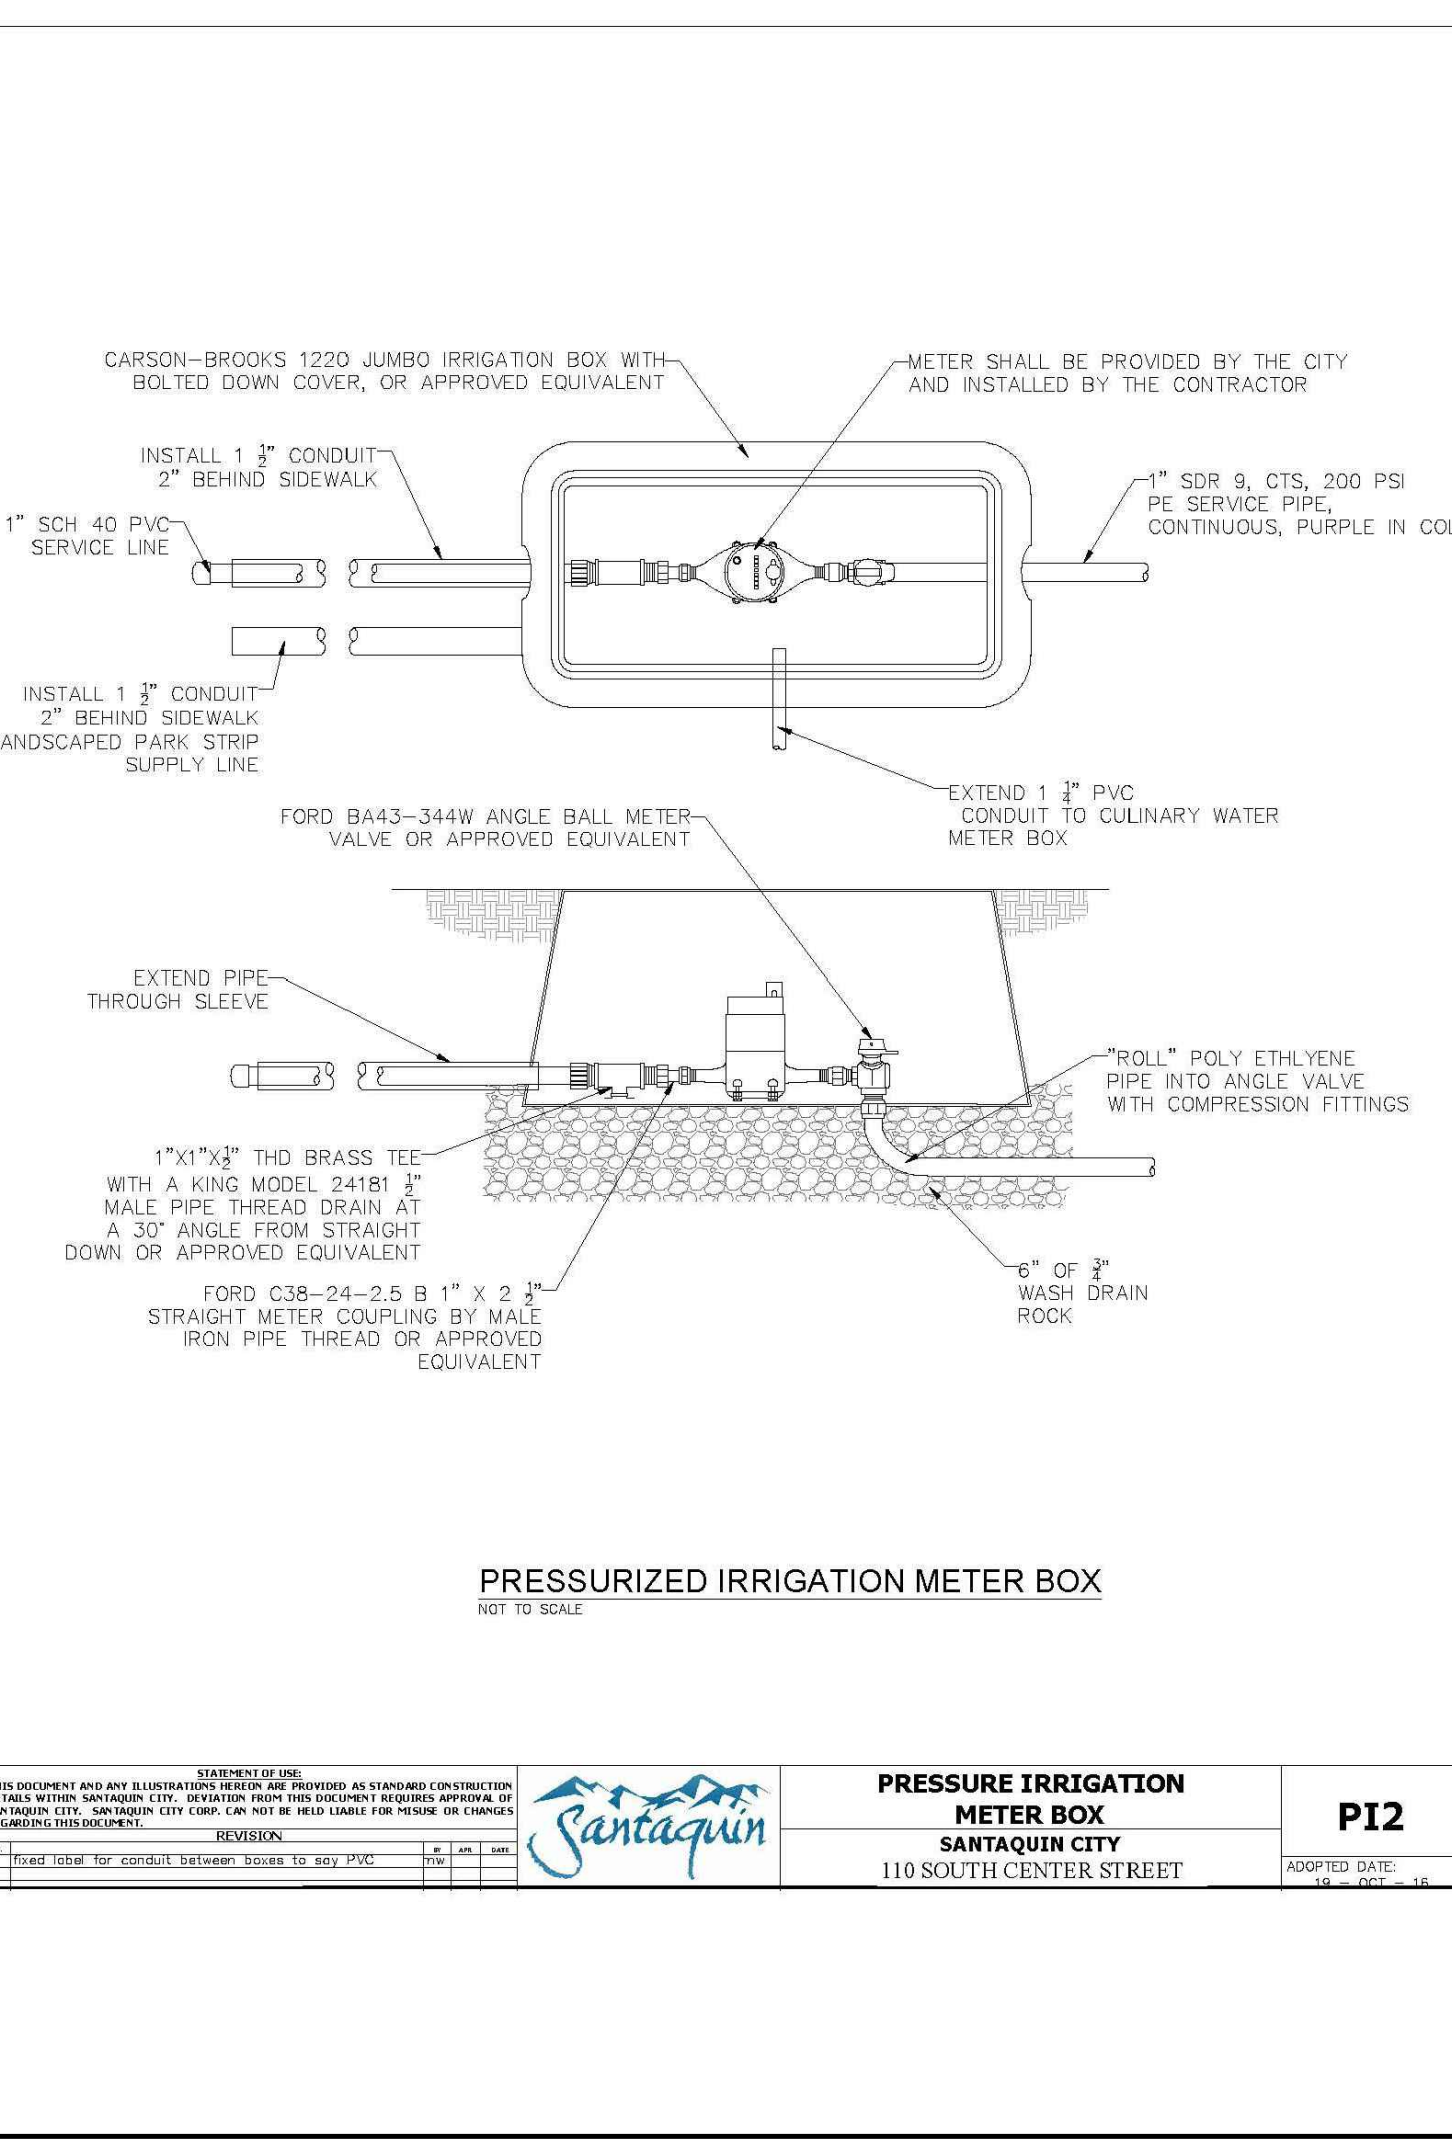 CARSON-BROOKS 1220 JUMBO IRRIGATION BOX WITH
BOLTED DOWN COVER, OR APPROVED EQUIVALENT
METER SHALL BE PROVIDED BY THE CITY
AND INSTALLED BY THE CONTRACTOR
INSTALL 1 1/2" CONDUIT
2" BEHIND SIDEWALK
1" SCH 40 PVC
SERVICE LINE
1" SDR 9, CTS, 200 PSI
PE SERVICE PIPE,
CONTINUOUS, PURPLE IN COL
INSTALL 1 1/2" CONDUIT
2" BEHIND SIDEWALK
ANDSCAPED PARK STRIP
SUPPLY LINE
EXTEND 1 1/4" PVC
CONDUIT TO CULINARY WATER
METER BOX
FORD BA43-344W ANGLE BALL METER
VALVE OR APPROVED EQUIVALENT
EXTEND PIPE
THROUGH SLEEVE
"ROLL" POLY ETHLYENE
PIPE INTO ANGLE VALVE
WITH COMPRESSION FITTINGS
1"X1"X1/2" THD BRASS TEE
WITH A KING MODEL 24181 1/2"
MALE PIPE THREAD DRAIN AT
A 30° ANGLE FROM STRAIGHT
DOWN OR APPROVED EQUIVALENT
FORD C38-24-2.5 B 1" X 2 1/2"
STRAIGHT METER COUPLING BY MALE
IRON PIPE THREAD OR APPROVED
EQUIVALENT
6" OF 3/4"
WASH DRAIN
ROCK
PRESSURIZED IRRIGATION METER BOX
NOT TO SCALE
STATEMENT OF USE:
IS DOCUMENT AND ANY ILLUSTRATIONS HEREON ARE PROVIDED AS STANDARD CONSTRUCTION
TAILS WITHIN SANTAQUIN CITY. DEVIATION FROM THIS DOCUMENT REQUIRES APPROVAL OF
NTAQUIN CITY. SANTAQUIN CITY CORP. CAN NOT BE HELD LIABLE FOR MISUSE OR CHANGES
GARDING THIS DOCUMENT.
REVISION
BY APR DATE
fixed label for conduit between boxes to say PVC nw
Santaquin
PRESSURE IRRIGATION
METER BOX
SANTAQUIN CITY
110 SOUTH CENTER STREET
PI2
ADOPTED DATE:
19 - OCT - 16